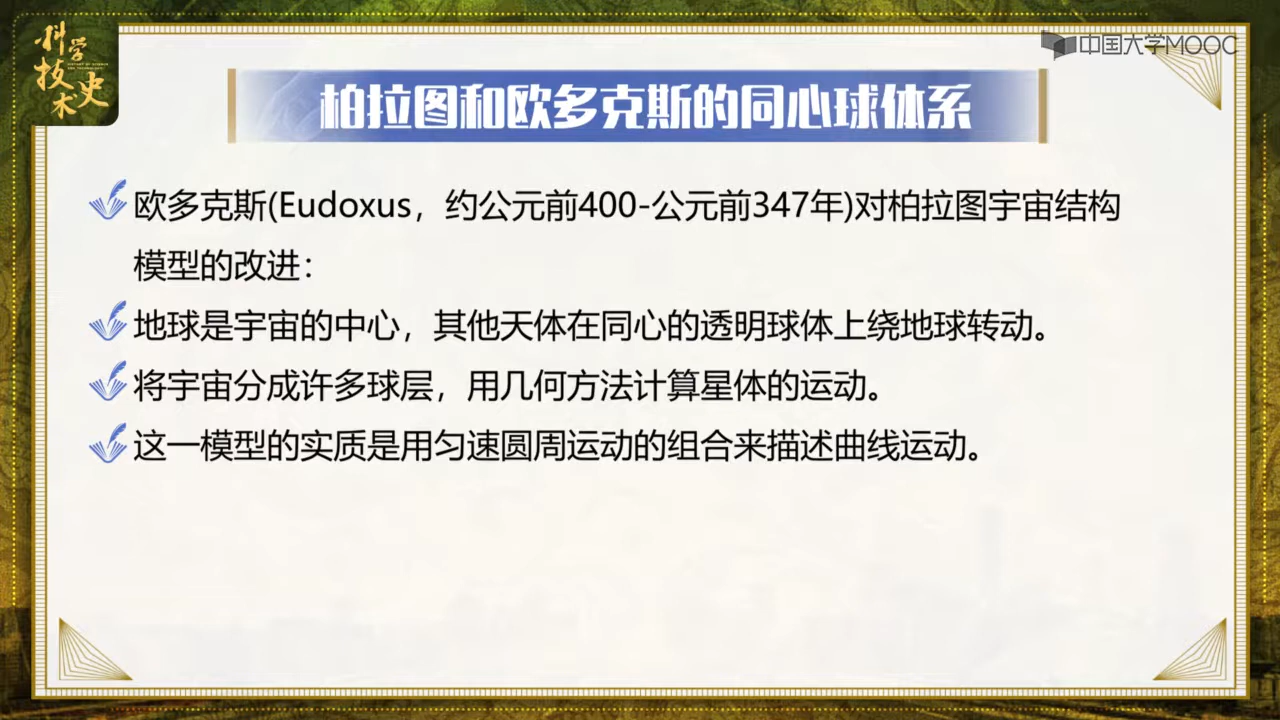 科学技术史
HISTORY OF SCIENCE
AND TECHNOLOGY
中国大学MOOC
柏拉图和欧多克斯的同心球体系
欧多克斯(Eudoxus，约公元前400-公元前347年)对柏拉图宇宙结构
模型的改进：
地球是宇宙的中心，其他天体在同心的透明球体上绕地球转动。
将宇宙分成许多球层，用几何方法计算星体的运动。
这一模型的实质是用匀速圆周运动的组合来描述曲线运动。